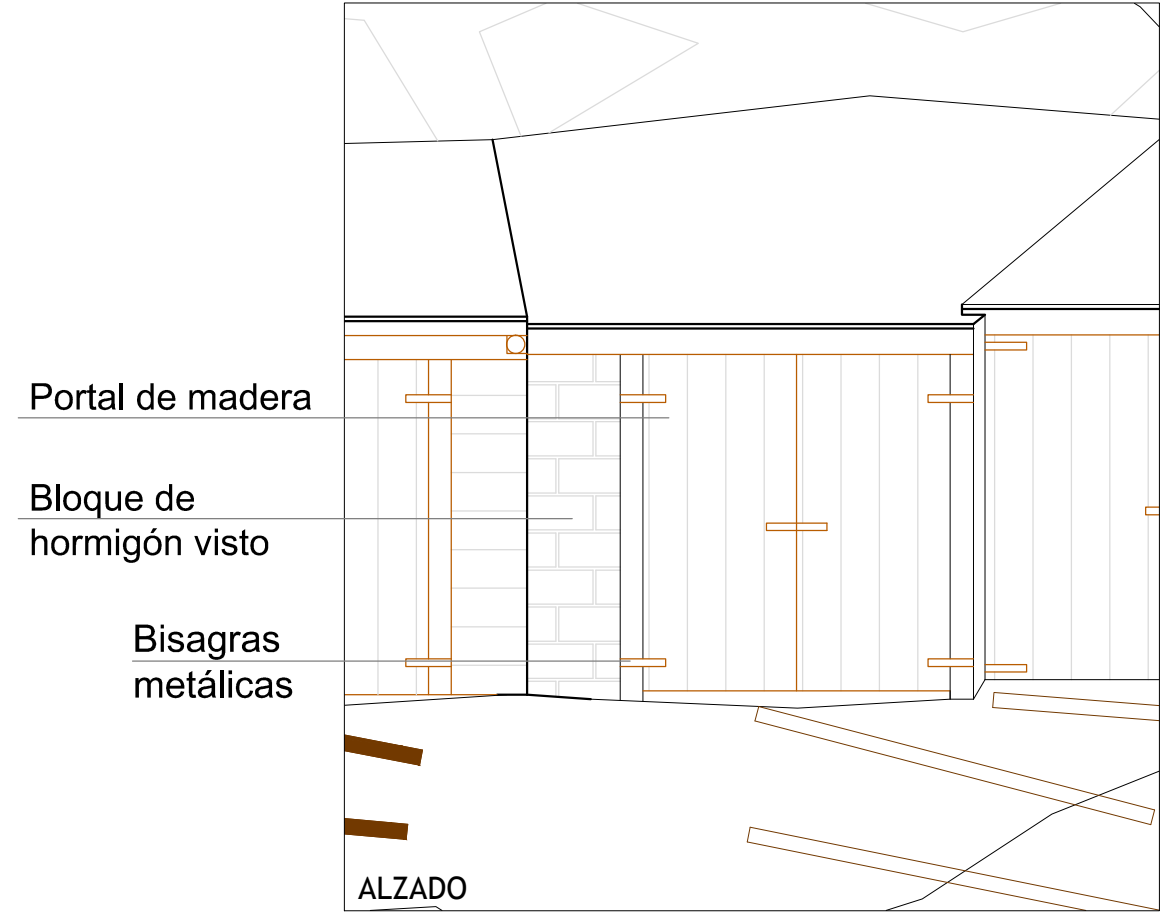 Portal de madera
Bloque de
hormigón visto
Bisagras
metálicas
ALZADO